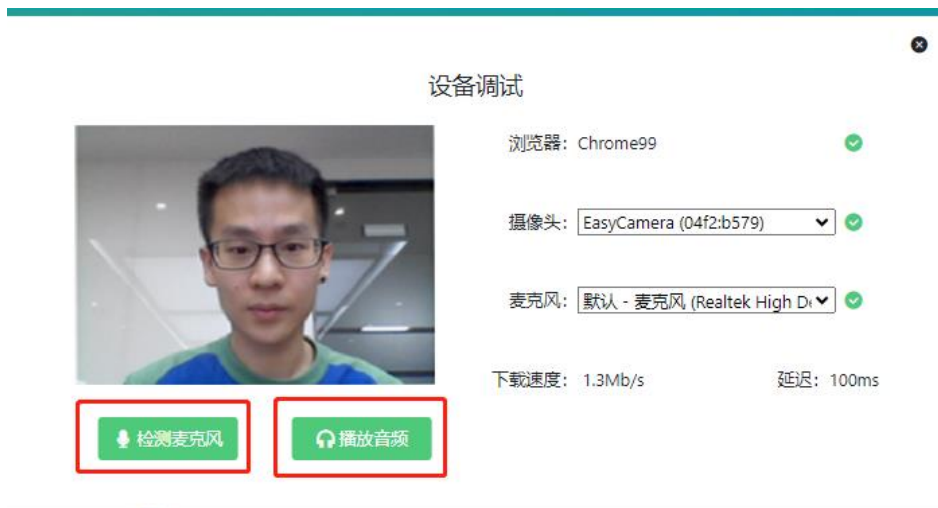 设备调试
浏览器：Chrome99
摄像头：EasyCamera (04f2:b579)
麦克风：默认 - 麦克风 (Realtek High De
下载速度：1.3Mb/s 延迟：100ms
检测麦克风 播放音频